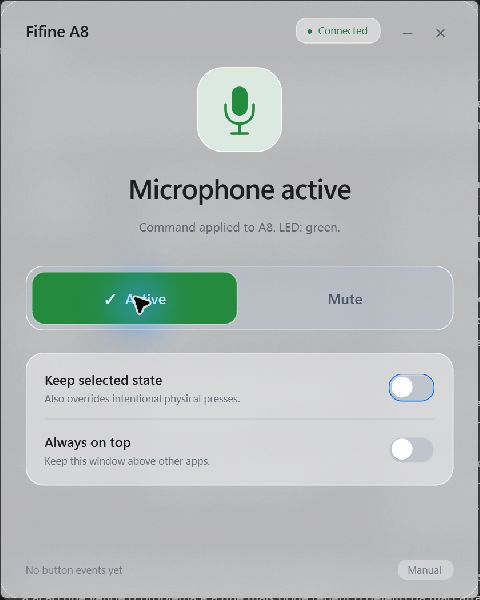 Fifine A8
Connected
Microphone active
Command applied to A8. LED: green.
Active
Mute
Keep selected state
Also overrides intentional physical presses.
Always on top
Keep this window above other apps.
No button events yet
Manual